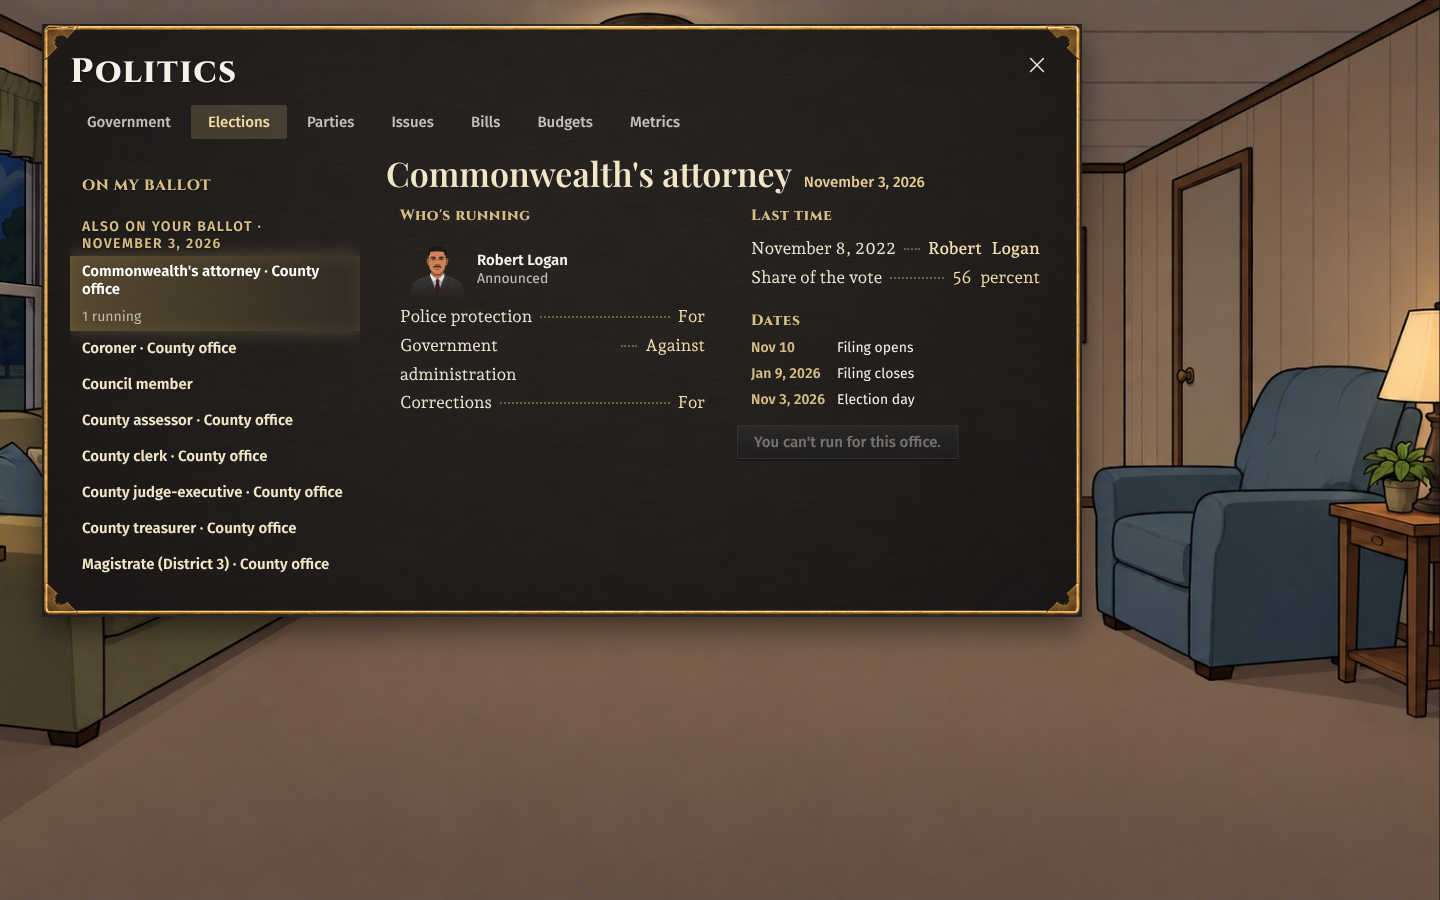 Politics
Government Elections Parties Issues Bills Budgets Metrics
On my ballot
ALSO ON YOUR BALLOT ·
NOVEMBER 3, 2026
Commonwealth's attorney · County
office
1 running
Coroner · County office
Council member
County assessor · County office
County clerk · County office
County judge-executive · County office
County treasurer · County office
Magistrate (District 3) · County office
Commonwealth's attorney November 3, 2026
Who's running
Robert Logan
Announced
Police protection For
Government Against
administration
Corrections For
Last time
November 8, 2022 Robert Logan
Share of the vote 56 percent
Dates
Nov 10 Filing opens
Jan 9, 2026 Filing closes
Nov 3, 2026 Election day
You can't run for this office.